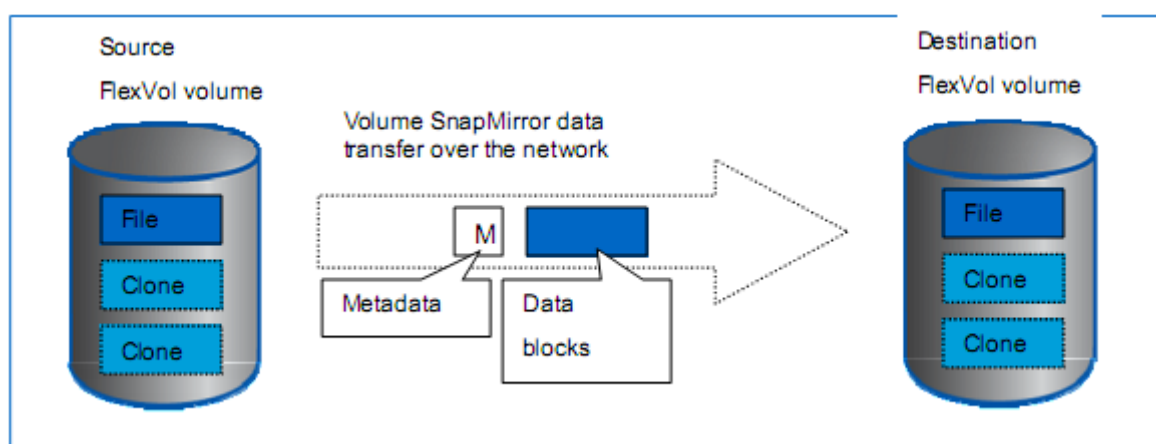 Source
FlexVol volume
File
Clone
Clone
Volume SnapMirror data
transfer over the network
M
Metadata
Data
blocks
Destination
FlexVol volume
File
Clone
Clone